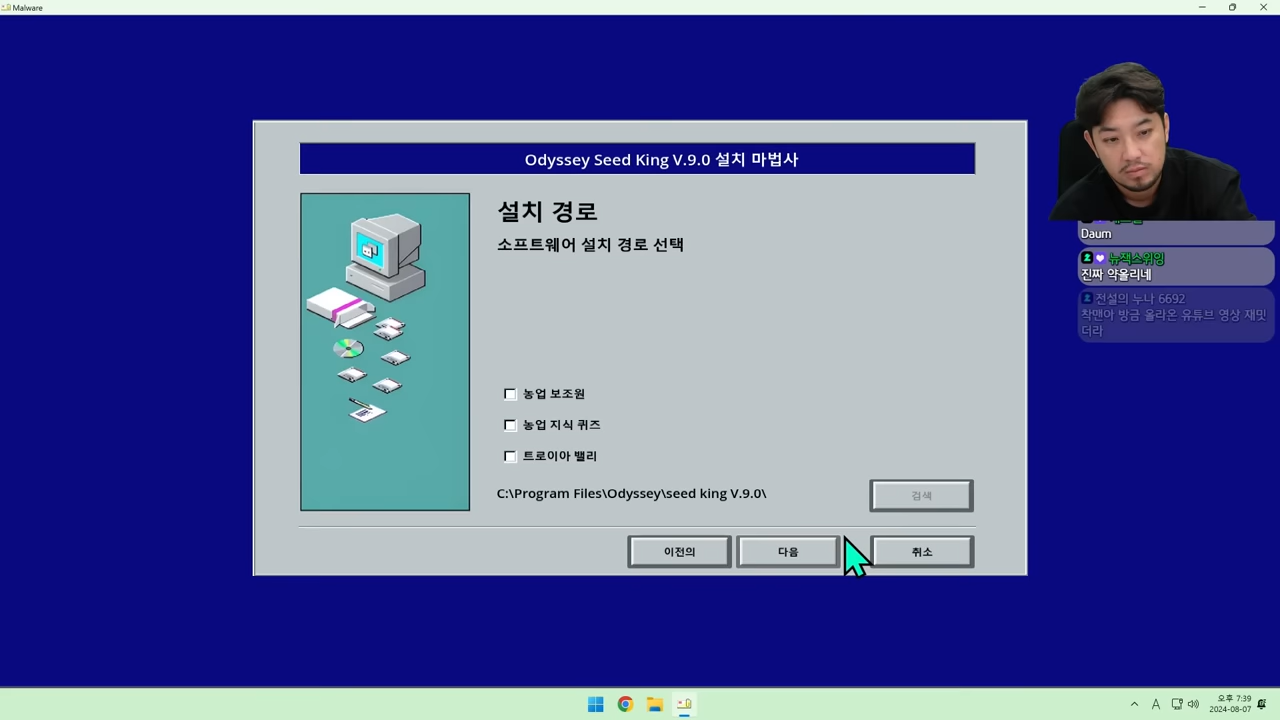 Malware
Odyssey Seed King V.9.0 설치 마법사
설치 경로
소프트웨어 설치 경로 선택
농업 보조원
농업 지식 퀴즈
트로이아 밸리
C:\Program Files\Odyssey\seed king V.9.0\
검색
이전의
다음
취소
Daum
뉴잭스위잉
진짜 약올리네
전설의 누나 6692
착맨아 방금 올라온 유튜브 영상 재밋
더라
A
오후 7:39
2024-08-07